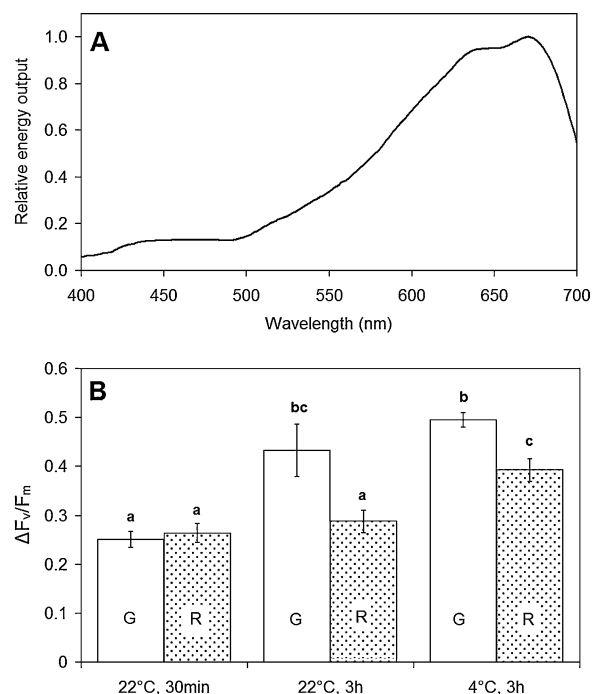 A
Relative energy output
1.0
0.8
0.6
0.4
0.2
0.0
400 450 500 550 600 650 700
Wavelength (nm)
B
ΔFv/Fm
0.6
0.5
0.4
0.3
0.2
0.1
0
a a bc a b c
G R G R G R
22°C, 30min 22°C, 3h 4°C, 3h